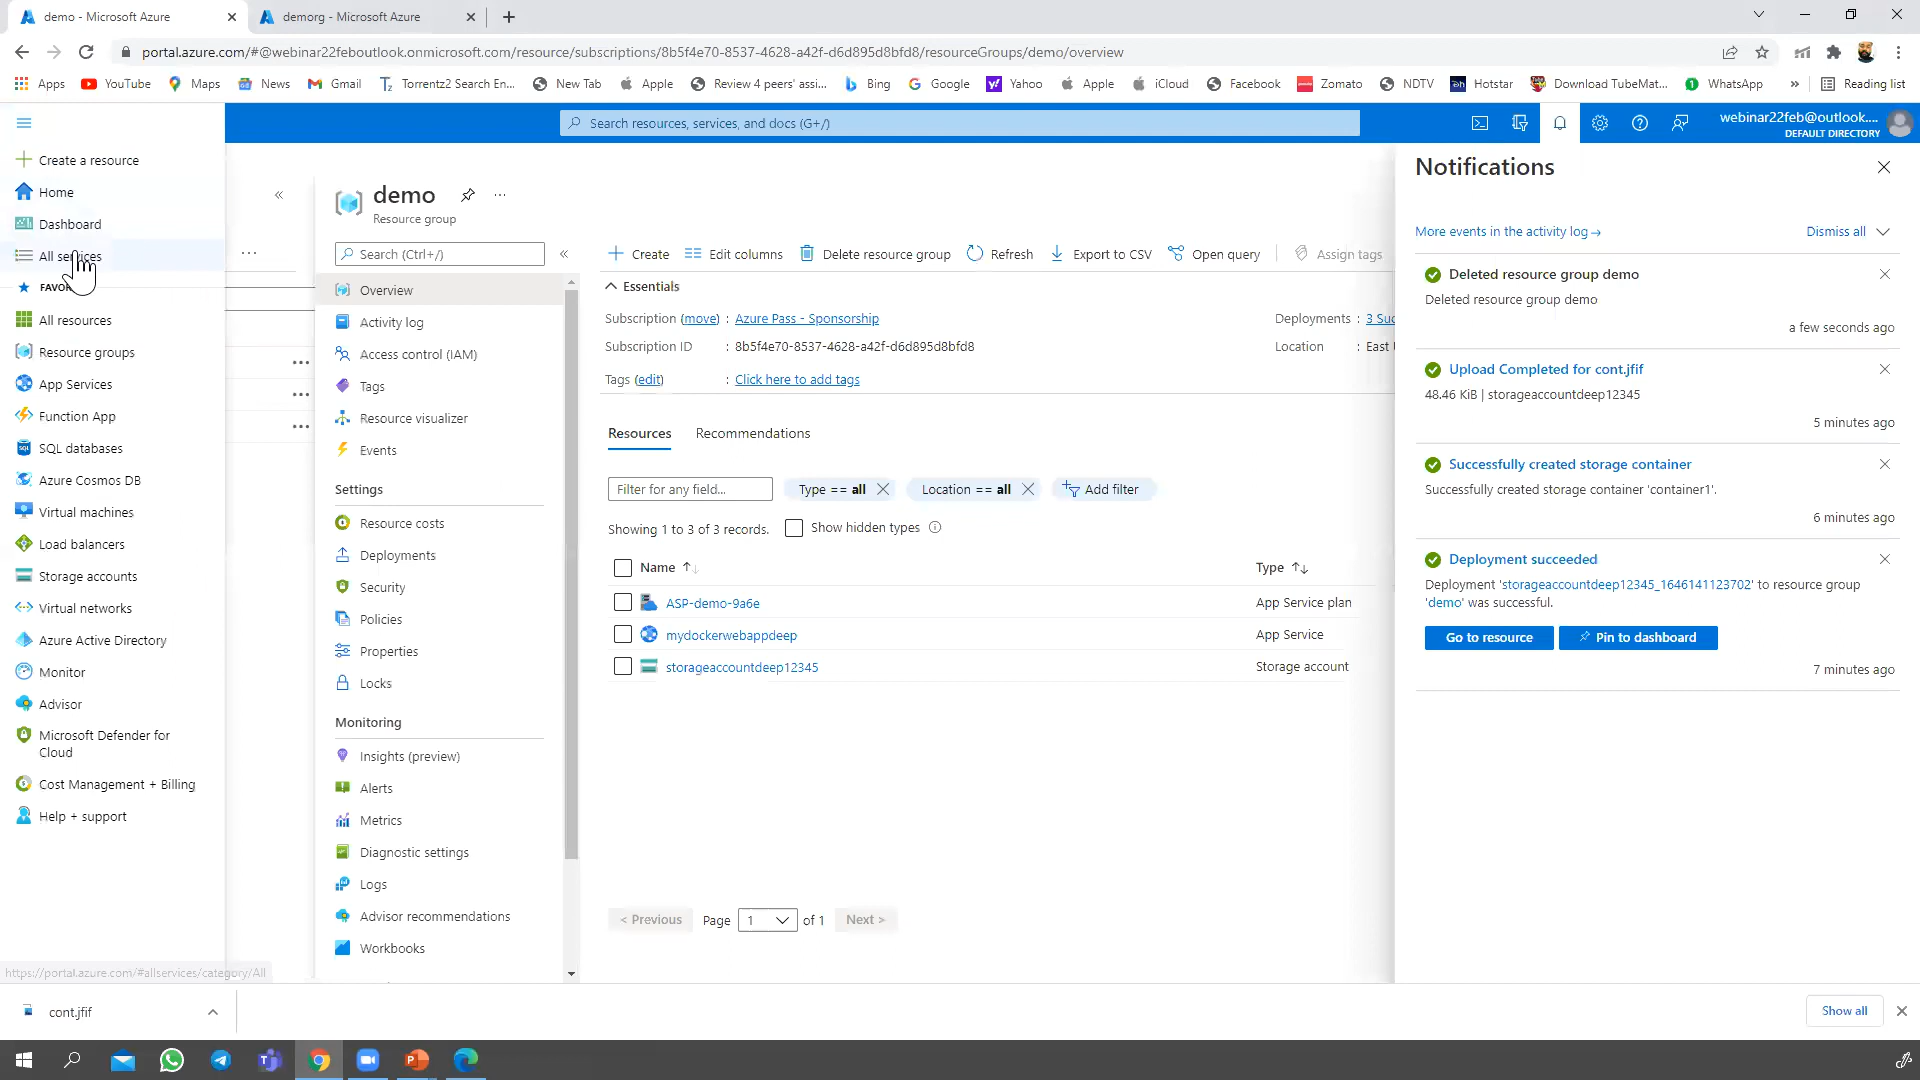 demo - Microsoft Azure
demorg - Microsoft Azure
portal.azure.com/#@webinar22feboutlook.onmicrosoft.com/resource/subscriptions/8b5f4e70-8537-4628-a42f-d6d895d8bfd8/resourceGroups/demo/overview
Apps
YouTube
Maps
News
Gmail
Torrentz2 Search En...
New Tab
Apple
Review 4 peers' assi...
Bing
Google
Yahoo
Apple
iCloud
Facebook
Zomato
NDTV
Hotstar
Download TubeMat...
WhatsApp
»
Reading list
Search resources, services, and docs (G+/)
webinar22feb@outlook....
DEFAULT DIRECTORY
Create a resource
Home
Dashboard
All services
All resources
Resource groups
App Services
Function App
SQL databases
Azure Cosmos DB
Virtual machines
Load balancers
Storage accounts
Virtual networks
Azure Active Directory
Monitor
Advisor
Microsoft Defender for
Cloud
Cost Management + Billing
Help + support
https://portal.azure.com/#allservices/category/All
demo
Resource group
Search (Ctrl+/)
Overview
Activity log
Access control (IAM)
Tags
Resource visualizer
Events
Settings
Resource costs
Deployments
Security
Policies
Properties
Locks
Monitoring
Insights (preview)
Alerts
Metrics
Diagnostic settings
Logs
Advisor recommendations
Workbooks
Create
Edit columns
Delete resource group
Refresh
Export to CSV
Open query
Assign tags
Essentials
Subscription (move) : Azure Pass - Sponsorship
Deployments : 3 Suc
Subscription ID : 8b5f4e70-8537-4628-a42f-d6d895d8bfd8
Location : East
Tags (edit) : Click here to add tags
Resources
Recommendations
Filter for any field...
Type == all
Location == all
Add filter
Showing 1 to 3 of 3 records.
Show hidden types
Name
Type
ASP-demo-9a6e
App Service plan
mydockerwebappdeep
App Service
storageaccountdeep12345
Storage account
< Previous
Page 1 of 1
Next >
Notifications
More events in the activity log →
Dismiss all
Deleted resource group demo
Deleted resource group demo
a few seconds ago
Upload Completed for cont.jfif
48.46 KiB | storageaccountdeep12345
5 minutes ago
Successfully created storage container
Successfully created storage container 'container1'.
6 minutes ago
Deployment succeeded
Deployment 'storageaccountdeep12345_1646141123702' to resource group
'demo' was successful.
Go to resource
Pin to dashboard
7 minutes ago
cont.jfif
Show all